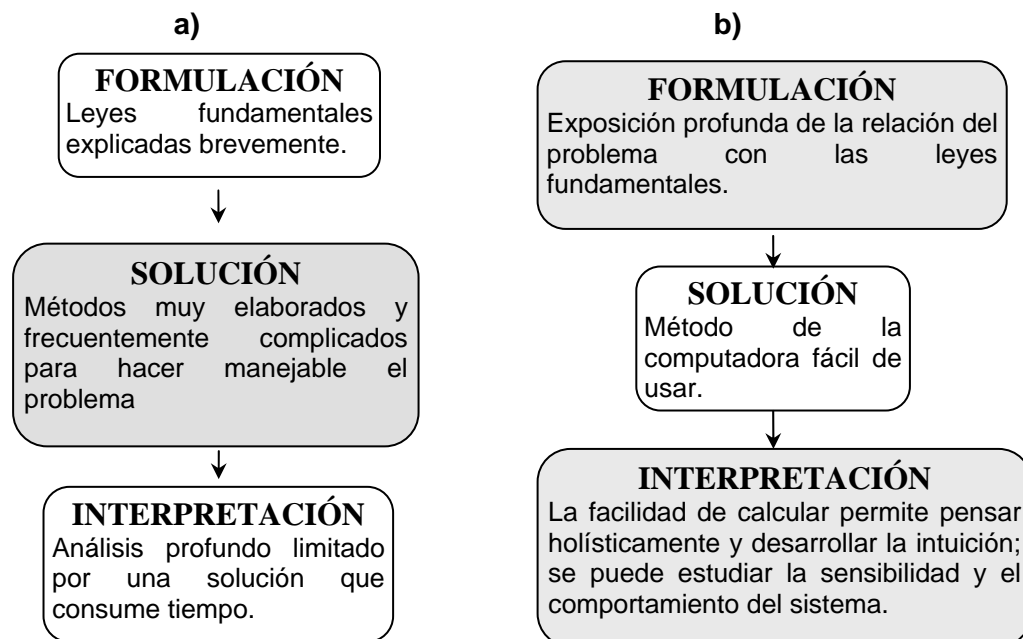 a)
FORMULACIÓN
Leyes fundamentales
explicadas brevemente.
SOLUCIÓN
Métodos muy elaborados y
frecuentemente complicados
para hacer manejable el
problema
INTERPRETACIÓN
Análisis profundo limitado
por una solución que
consume tiempo.
b)
FORMULACIÓN
Exposición profunda de la relación del
problema con las leyes
fundamentales.
SOLUCIÓN
Método de la
computadora fácil de
usar.
INTERPRETACIÓN
La facilidad de calcular permite pensar
holísticamente y desarrollar la intuición;
se puede estudiar la sensibilidad y el
comportamiento del sistema.